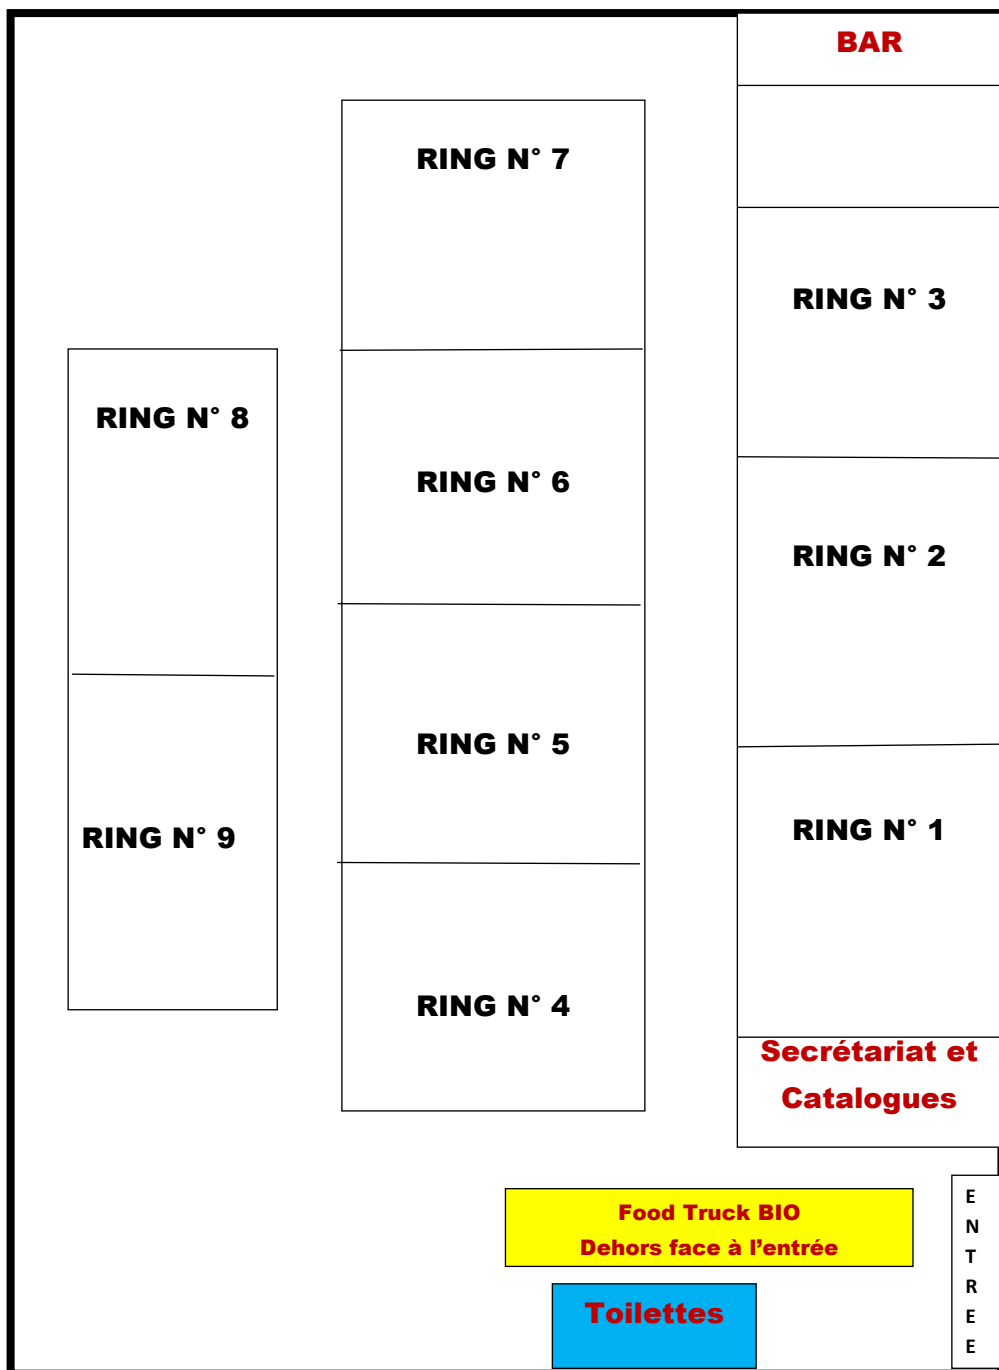 BAR
RING N° 7
RING N° 3
RING N° 8
RING N° 6
RING N° 2
RING N° 5
RING N° 9
RING N° 1
RING N° 4
Secrétariat et
Catalogues
Food Truck BIO
Dehors face à l’entrée
Toilettes
E
N
T
R
E
E